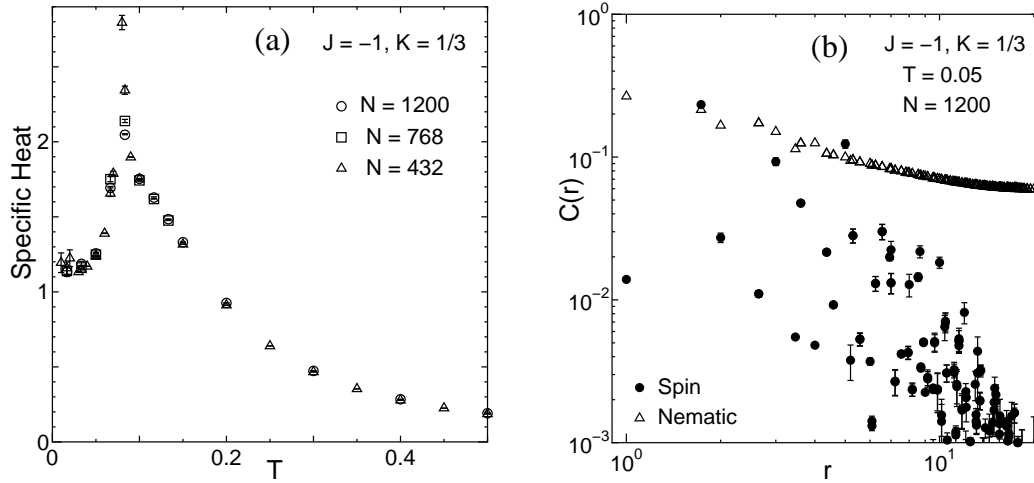 (a)
J = −1, K = 1/3
N = 1200
N = 768
N = 432
Specific Heat
2
1
0
0
0.2
0.4
T
(b)
J = −1, K = 1/3
T = 0.05
N = 1200
C(r)
10⁰
10⁻¹
10⁻²
10⁻³
Spin
Nematic
10⁰
10¹
r